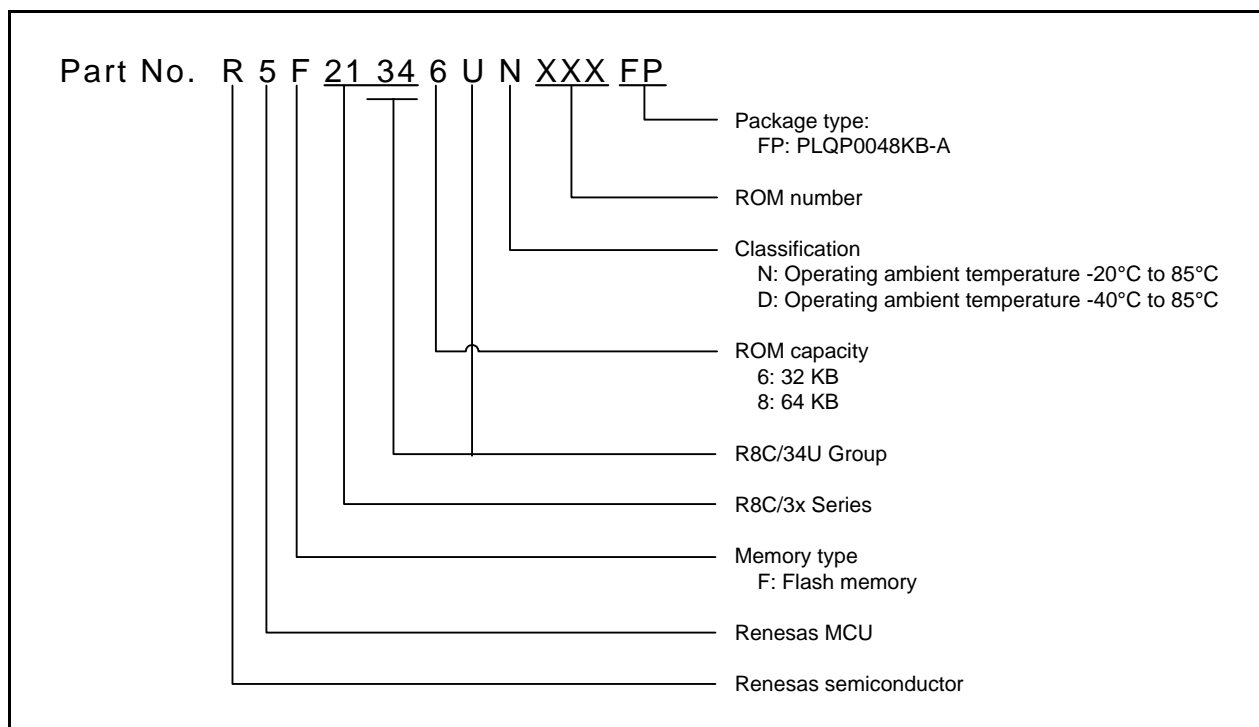 Part No. R 5 F 21 34 6 U N XXX FP
Package type:
FP: PLQP0048KB-A
ROM number
Classification
N: Operating ambient temperature -20°C to 85°C
D: Operating ambient temperature -40°C to 85°C
ROM capacity
6: 32 KB
8: 64 KB
R8C/34U Group
R8C/3x Series
Memory type
F: Flash memory
Renesas MCU
Renesas semiconductor